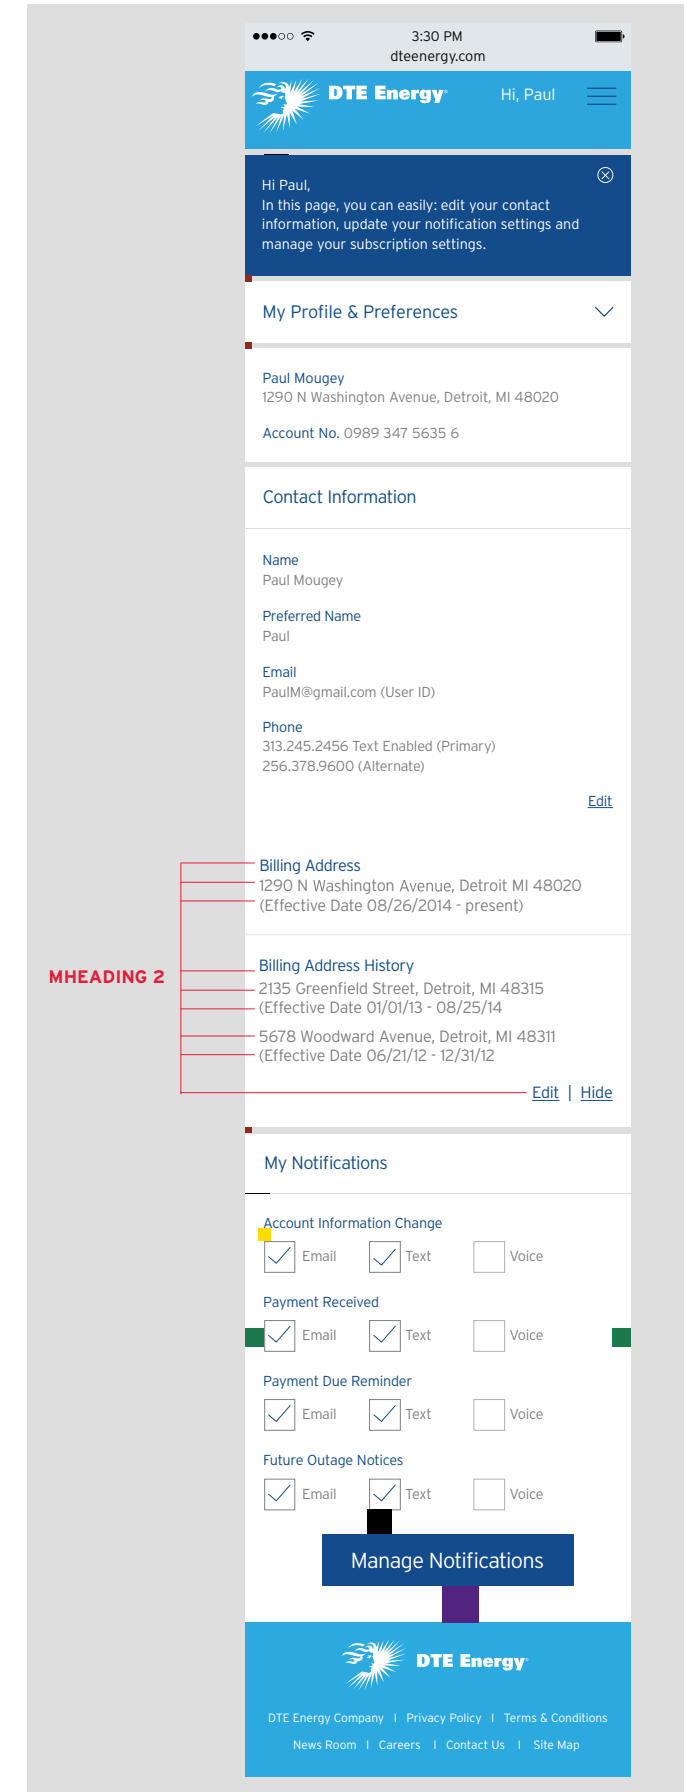 3:30 PM
dteenergy.com
DTE Energy Hi, Paul
Hi Paul,
In this page, you can easily: edit your contact
information, update your notification settings and
manage your subscription settings.
My Profile & Preferences
Paul Mougey
1290 N Washington Avenue, Detroit, MI 48020
Account No. 0989 347 5635 6
Contact Information
Name
Paul Mougey
Preferred Name
Paul
Email
PaulM@gmail.com (User ID)
Phone
313.245.2456 Text Enabled (Primary)
256.378.9600 (Alternate)
Edit
Billing Address
1290 N Washington Avenue, Detroit MI 48020
(Effective Date 08/26/2014 - present)
MHEADING 2
Billing Address History
2135 Greenfield Street, Detroit, MI 48315
(Effective Date 01/01/13 - 08/25/14
5678 Woodward Avenue, Detroit, MI 48311
(Effective Date 06/21/12 - 12/31/12
Edit | Hide
My Notifications
Account Information Change
Email Text Voice
Payment Received
Email Text Voice
Payment Due Reminder
Email Text Voice
Future Outage Notices
Email Text Voice
Manage Notifications
DTE Energy
DTE Energy Company | Privacy Policy | Terms & Conditions
News Room | Careers | Contact Us | Site Map